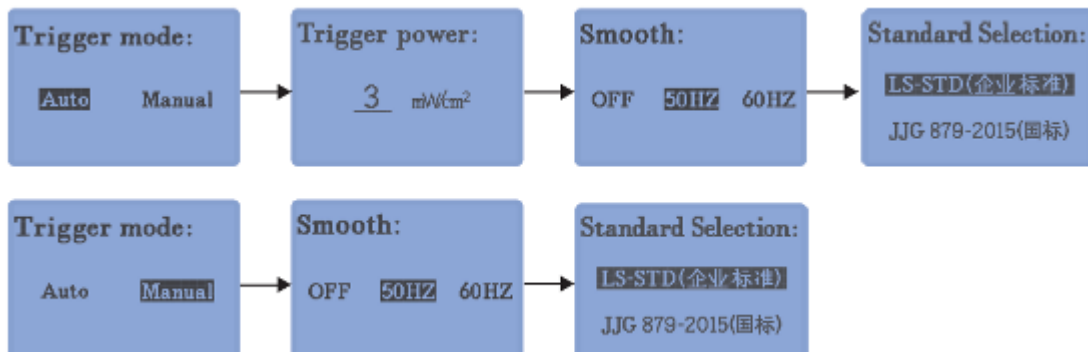 Trigger mode:
Auto Manual
Trigger power:
3 mW/cm²
Smooth:
OFF 50HZ 60HZ
Standard Selection:
LS-STD(企业标准)
JJG 879-2015(国标)
Trigger mode:
Auto Manual
Smooth:
OFF 50HZ 60HZ
Standard Selection:
LS-STD(企业标准)
JJG 879-2015(国标)